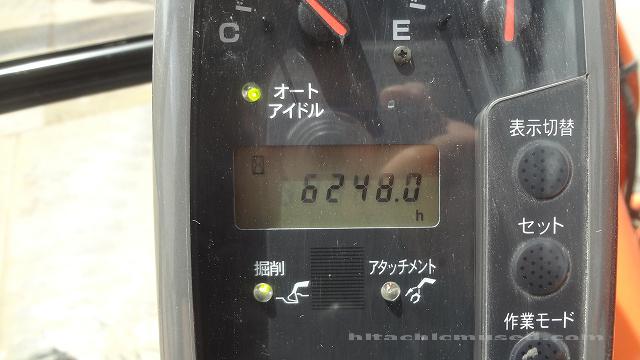 C
E
オート
アイドル
表示切替
6248.0
h
セット
掘削
アタッチメント
作業モード
hitachicmused.com